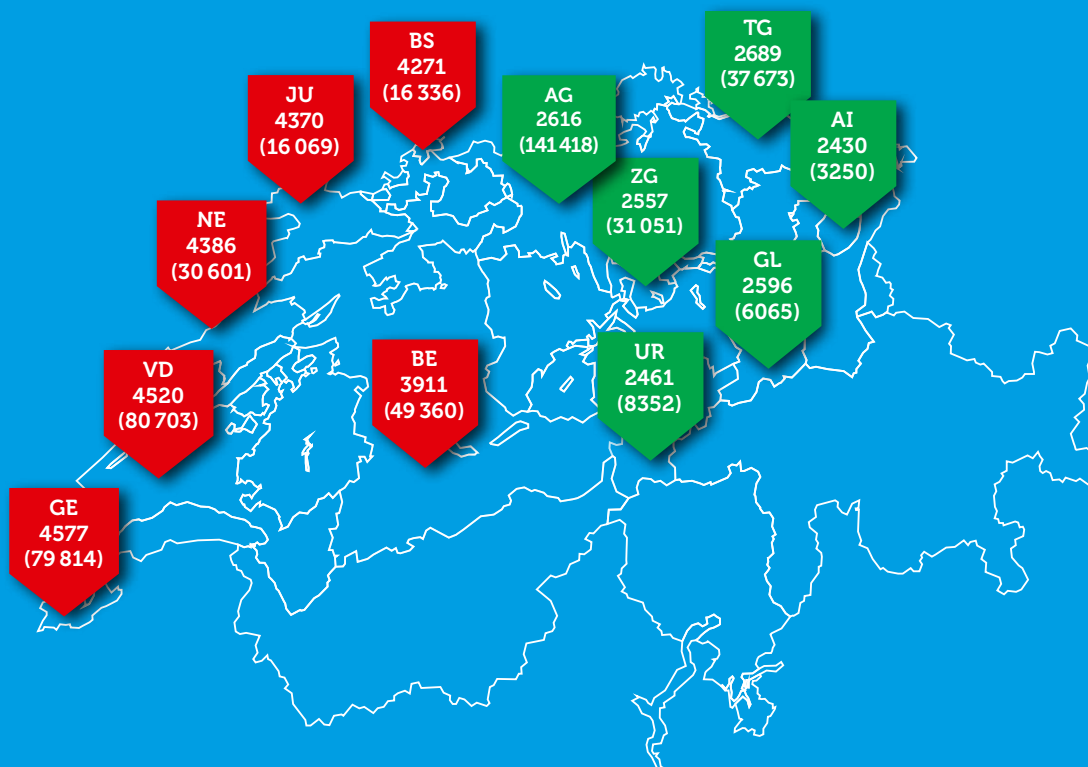 BS
4271
(16 336)
TG
2689
(37 673)
JU
4370
(16 069)
AG
2616
(141 418)
AI
2430
(3250)
ZG
2557
(31 051)
NE
4386
(30 601)
GL
2596
(6065)
UR
2461
(8352)
BE
3911
(49 360)
VD
4520
(80 703)
GE
4577
(79 814)